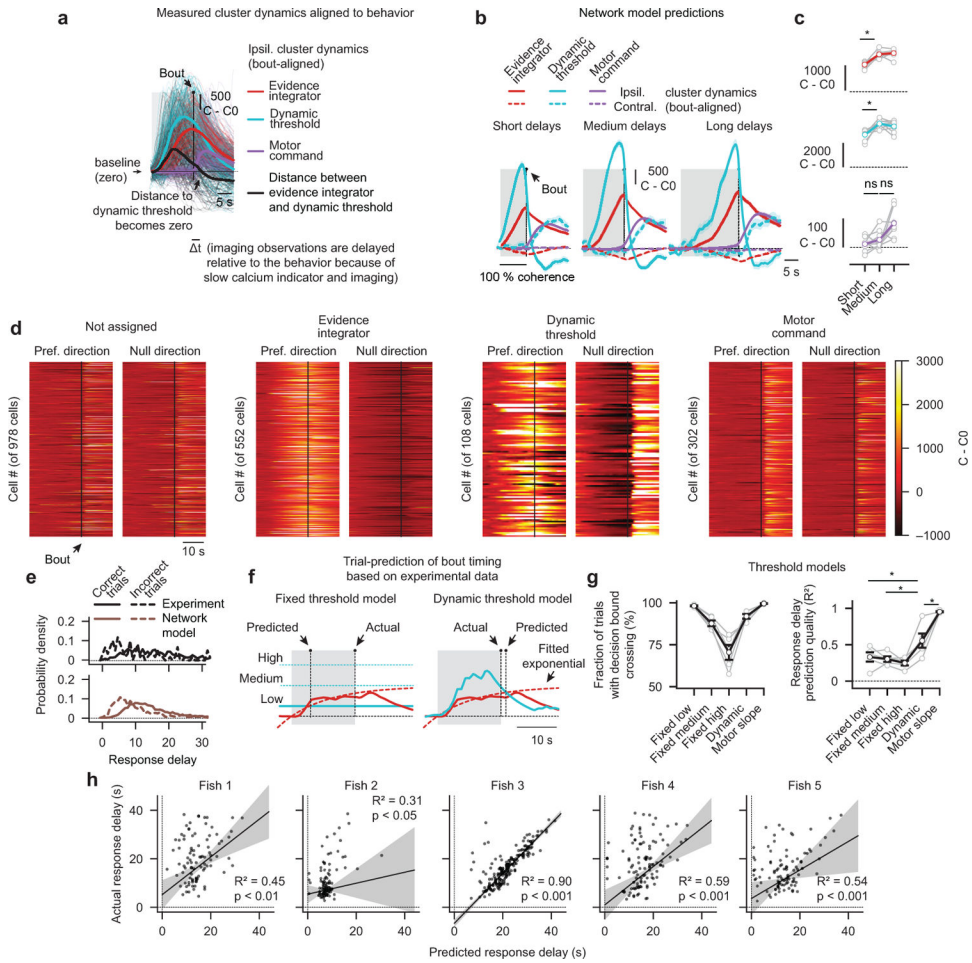 a
Measured cluster dynamics aligned to behavior
Ipsil. cluster dynamics
(bout-aligned)
Bout
500
C - C0
Evidence
integrator
Dynamic
threshold
Motor
command
Distance between
evidence integrator
and dynamic threshold
baseline
(zero)
Distance to
dynamic threshold
becomes zero
5 s
Δt (imaging observations are delayed
relative to the behavior because of
slow calcium indicator and imaging)
b
Network model predictions
Evidence
integrator
Dynamic
threshold
Motor
command
Ipsil.
Contral.
cluster dynamics
(bout-aligned)
Short delays
Medium delays
Long delays
500
C - C0
Bout
100 % coherence
5 s
c
*
1000
C - C0
*
2000
C - C0
ns
ns
100
C - C0
Short
Medium
Long
d
Not assigned
Evidence
integrator
Dynamic
threshold
Motor
command
Pref. direction
Null direction
Pref. direction
Null direction
Pref. direction
Null direction
Pref. direction
Null direction
Cell # (of 978 cells)
Cell # (of 552 cells)
Cell # (of 108 cells)
Cell # (of 302 cells)
3000
2000
1000
0
−1000
C - C0
Bout
10 s
e
Correct
trials
Incorrect
trials
Experiment
Network
model
Probability density
0.2
0.1
0
0.2
0.1
0
0
10
20
30
Response delay
f
Trial-prediction of bout timing
based on experimental data
Fixed threshold model
Dynamic threshold model
Predicted
Actual
Actual
Predicted
High
Medium
Low
Fitted
exponential
10 s
g
Threshold models
Fraction of trials
with decision bound
crossing (%)
100
75
50
Fixed low
Fixed medium
Fixed high
Dynamic
Motor slope
Response delay
prediction quality (R²)
1.0
0.5
0
*
*
*
Fixed low
Fixed medium
Fixed high
Dynamic
Motor slope
h
Fish 1
Fish 2
Fish 3
Fish 4
Fish 5
Actual response delay (s)
40
20
0
R² = 0.45
p < 0.01
R² = 0.31
p < 0.05
R² = 0.90
p < 0.001
R² = 0.59
p < 0.001
R² = 0.54
p < 0.001
0 20 40
0 20 40
0 20 40
0 20 40
0 20 40
Predicted response delay (s)